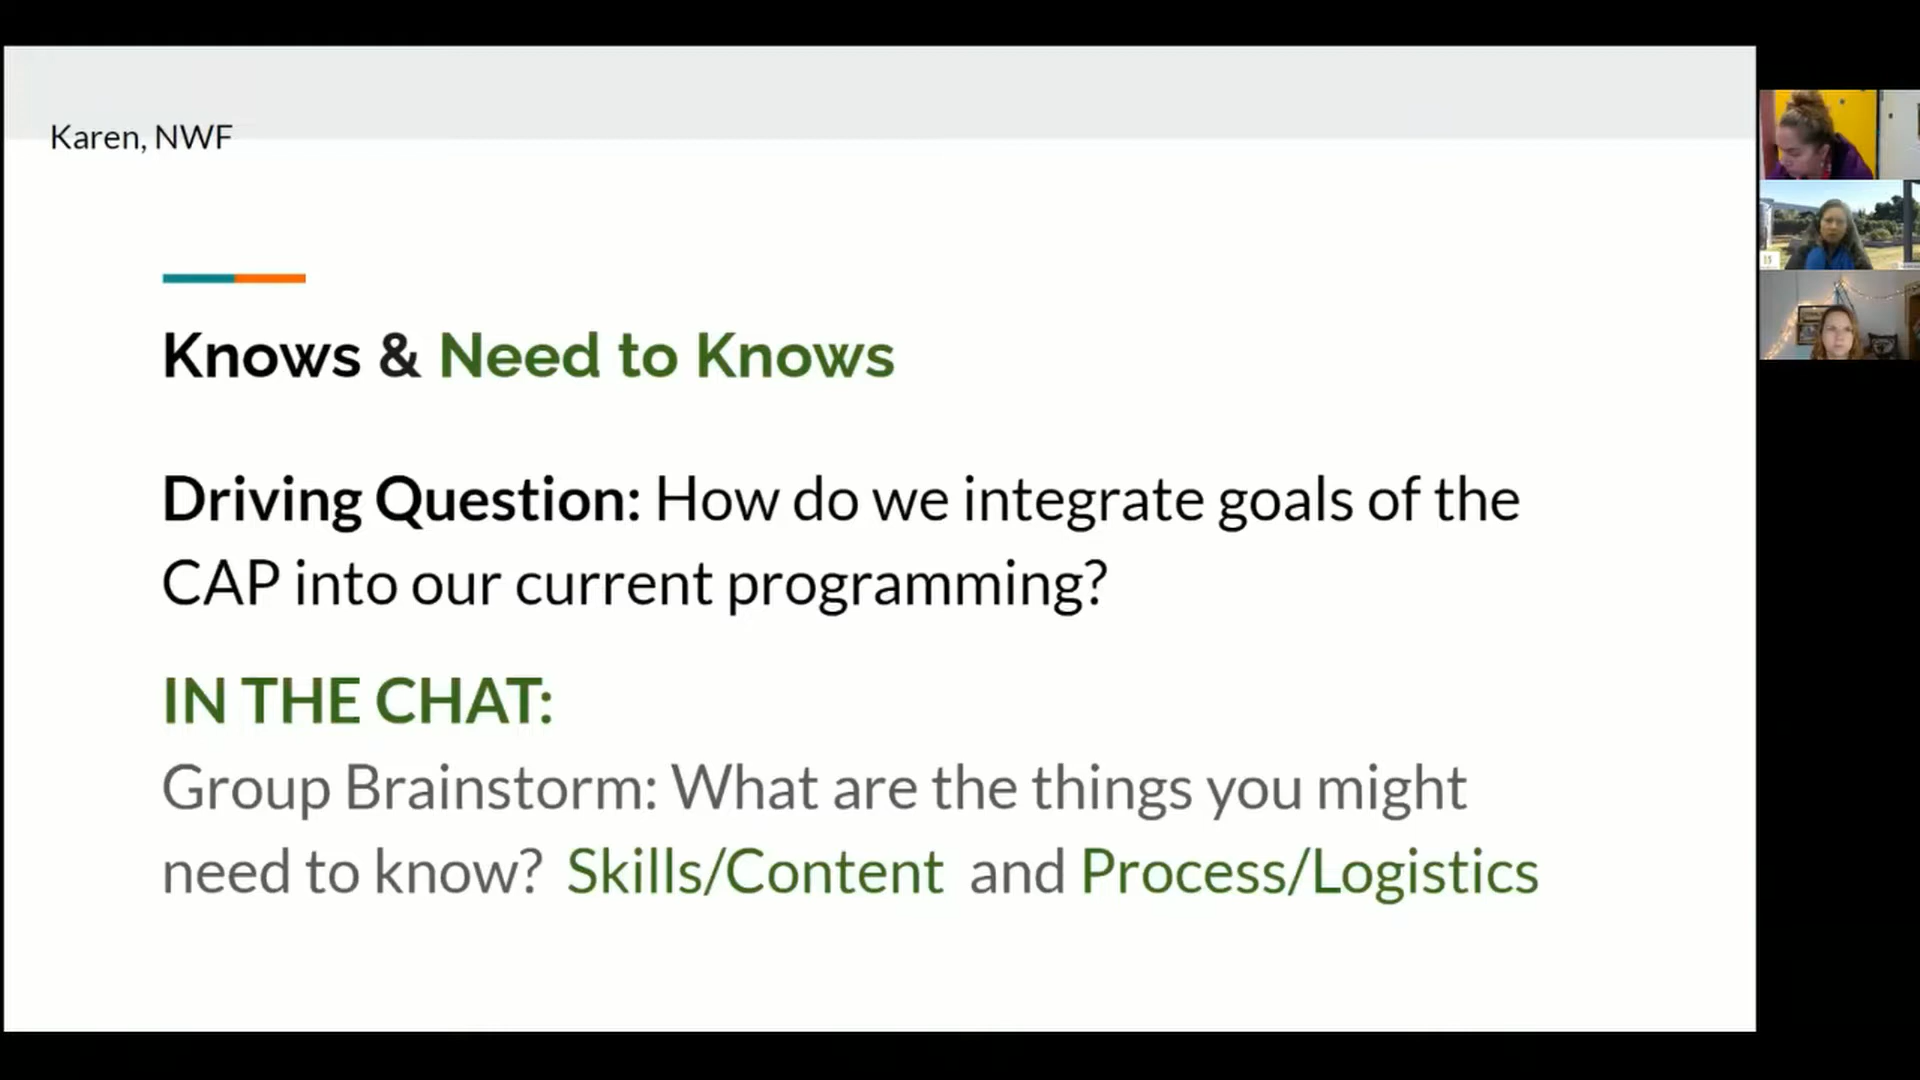 Karen, NWF
Knows & Need to Knows
Driving Question: How do we integrate goals of the
CAP into our current programming?
IN THE CHAT:
Group Brainstorm: What are the things you might
need to know? Skills/Content and Process/Logistics